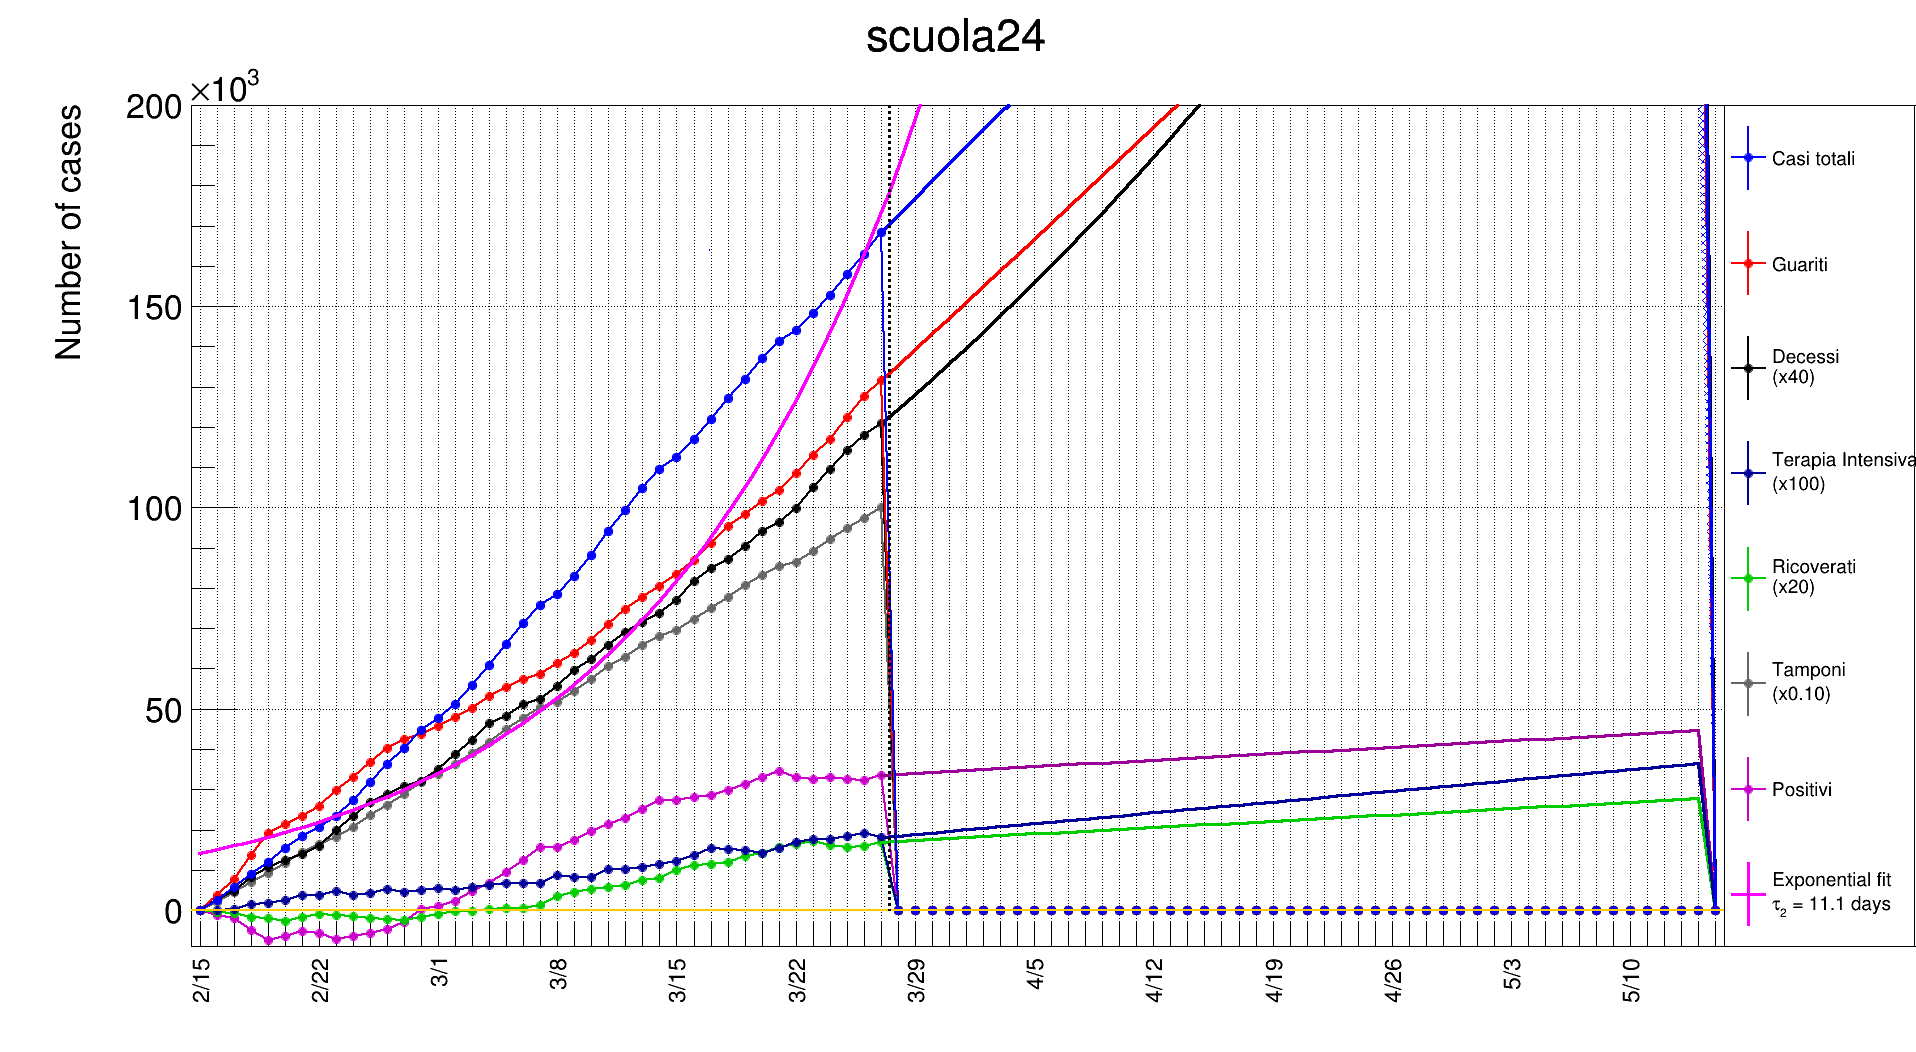 scuola24
×10³
Number of cases
200
150
100
50
0
2/15
2/22
3/1
3/8
3/15
3/22
3/29
4/5
4/12
4/19
4/26
5/3
5/10
Casi totali
Guariti
Decessi
(x40)
Terapia Intensiva
(x100)
Ricoverati
(x20)
Tamponi
(x0.10)
Positivi
Exponential fit
τ₂ = 11.1 days